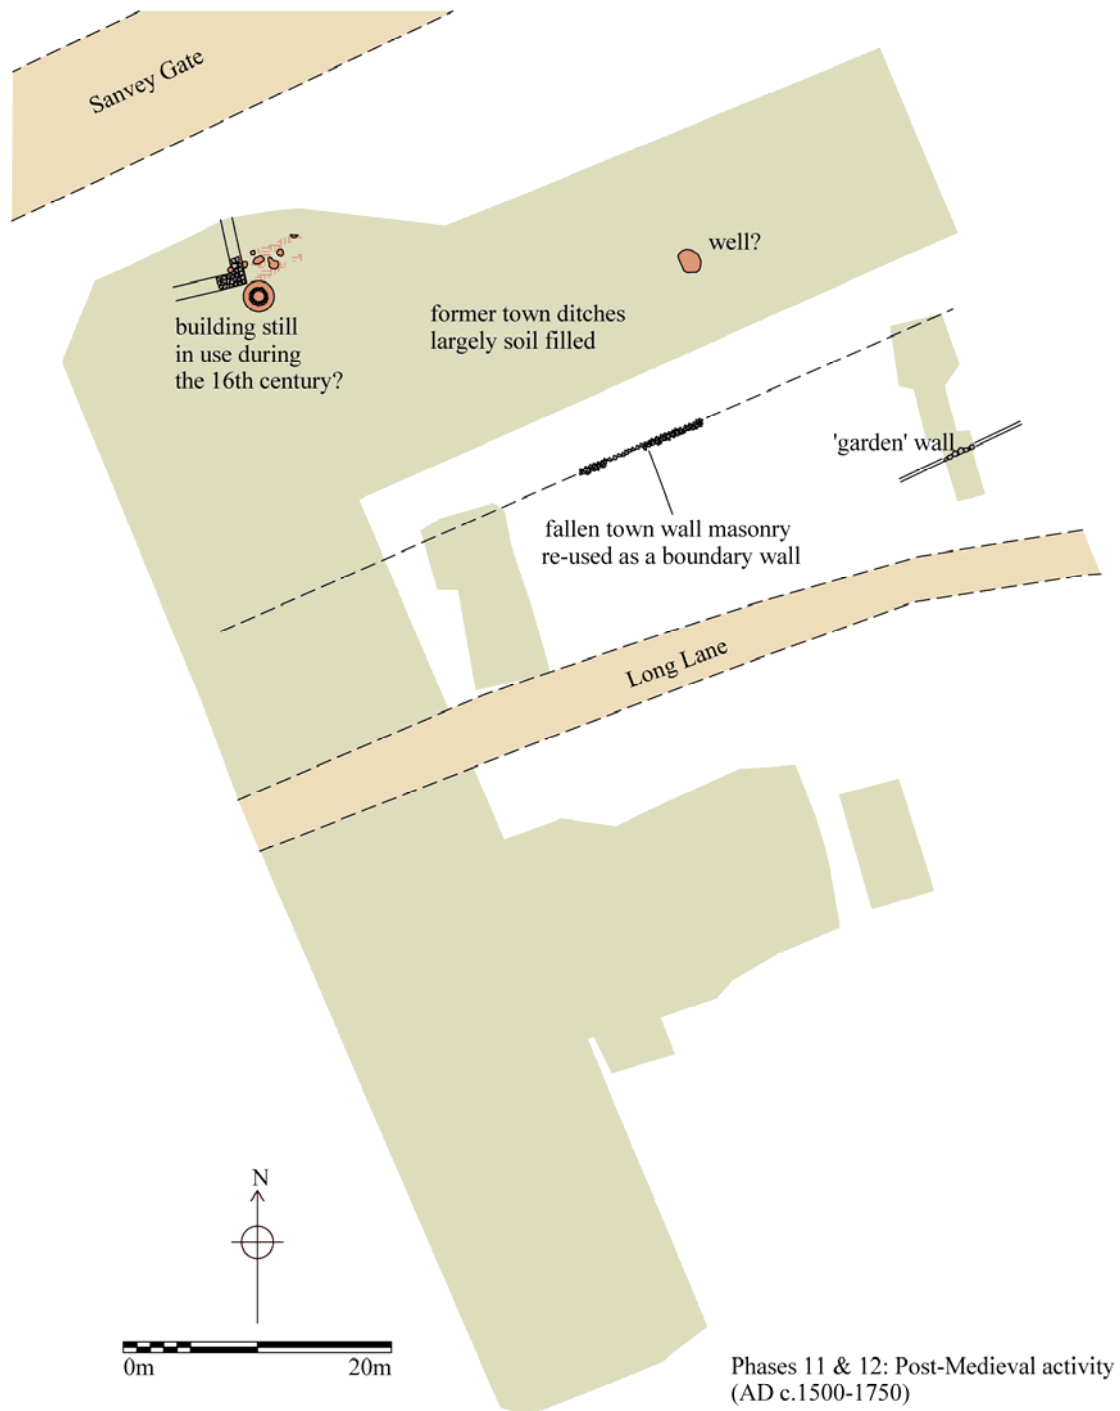 Sanvey Gate
well?
building still
in use during
the 16th century?
former town ditches
largely soil filled
'garden' wall
fallen town wall masonry
re-used as a boundary wall
Long Lane
N
0m
20m
Phases 11 & 12: Post-Medieval activity
(AD c.1500-1750)